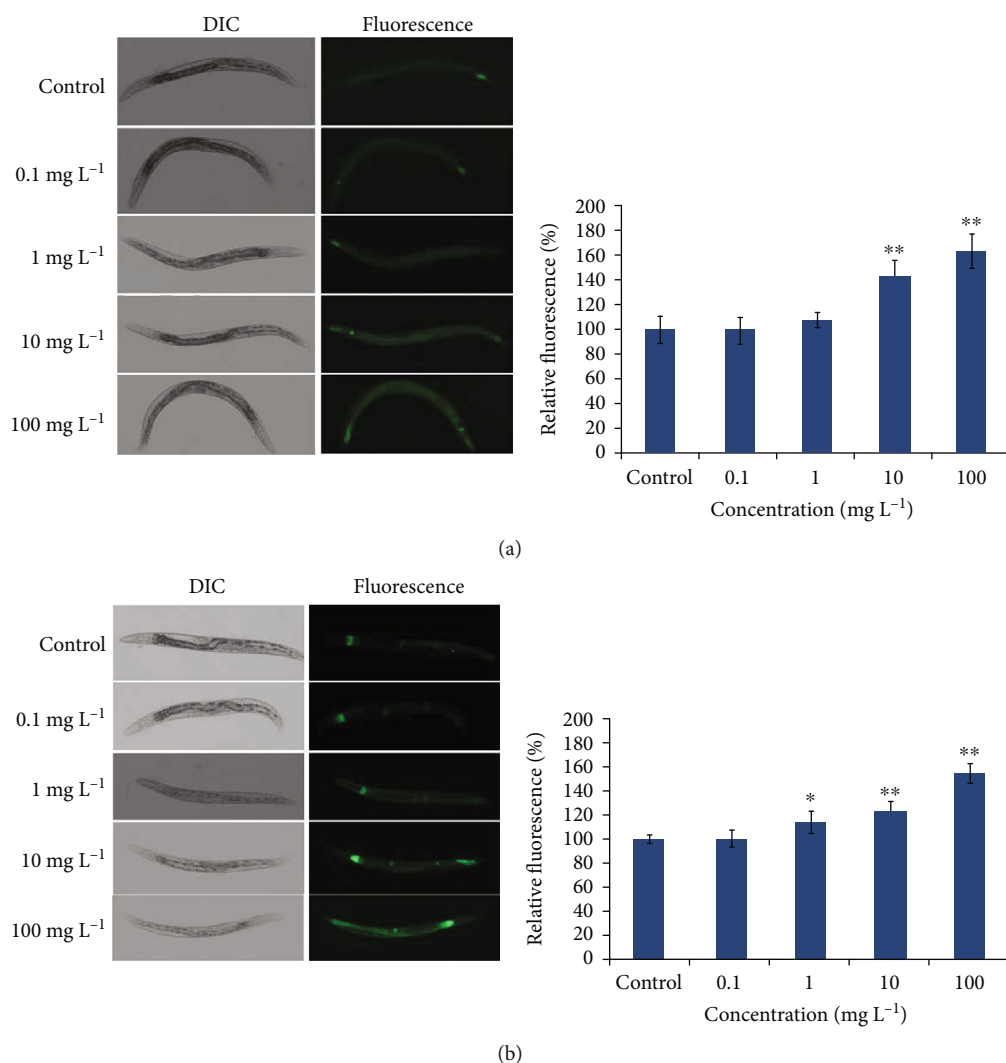 (a)
DIC Fluorescence
Control
0.1 mg L⁻¹
1 mg L⁻¹
10 mg L⁻¹
100 mg L⁻¹
Relative fluorescence (%)
200
180
160
140
120
100
80
60
40
20
0
** **
Control 0.1 1 10 100
Concentration (mg L⁻¹)
(a)
DIC Fluorescence
Control
0.1 mg L⁻¹
1 mg L⁻¹
10 mg L⁻¹
100 mg L⁻¹
Relative fluorescence (%)
200
180
160
140
120
100
80
60
40
20
0
* ** **
Control 0.1 1 10 100
Concentration (mg L⁻¹)
(b)